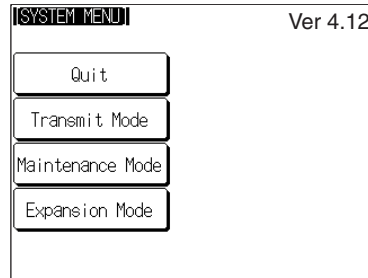 SYSTEM MENU
Ver 4.12
Quit
Transmit Mode
Maintenance Mode
Expansion Mode